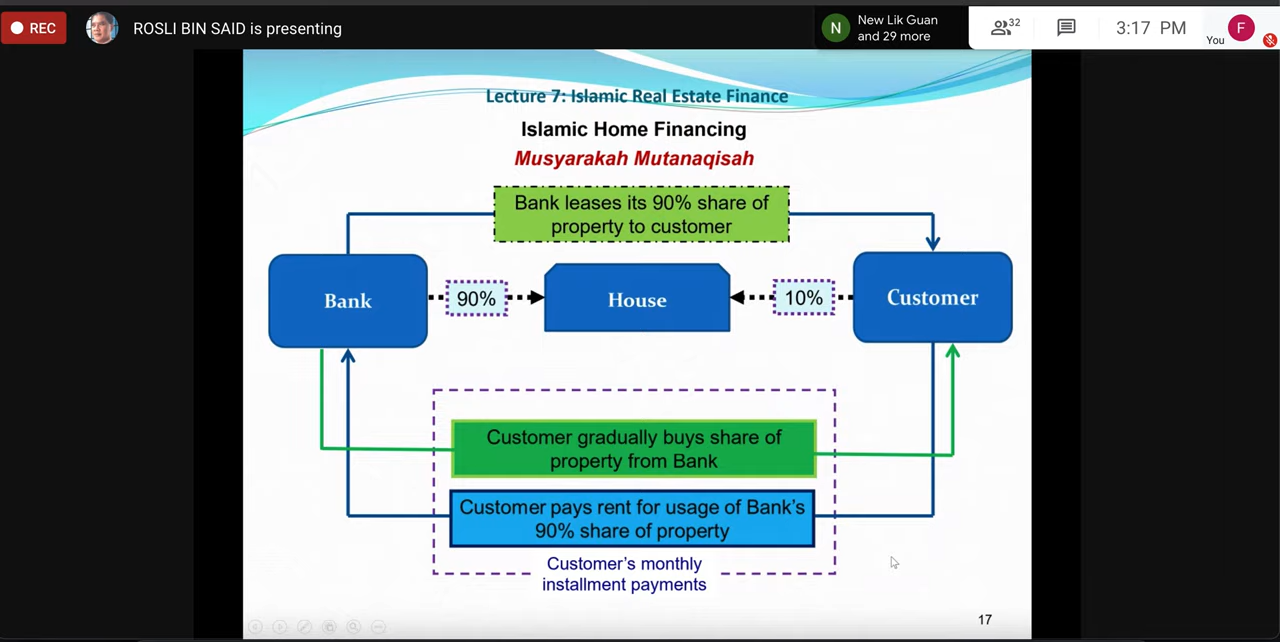 REC
ROSLI BIN SAID is presenting
N
New Lik Guan
and 29 more
32
3:17 PM
You
F
Lecture 7: Islamic Real Estate Finance
Islamic Home Financing
Musyarakah Mutanaqisah
Bank leases its 90% share of
property to customer
Bank
90%
House
10%
Customer
Customer gradually buys share of
property from Bank
Customer pays rent for usage of Bank's
90% share of property
Customer's monthly
installment payments
17